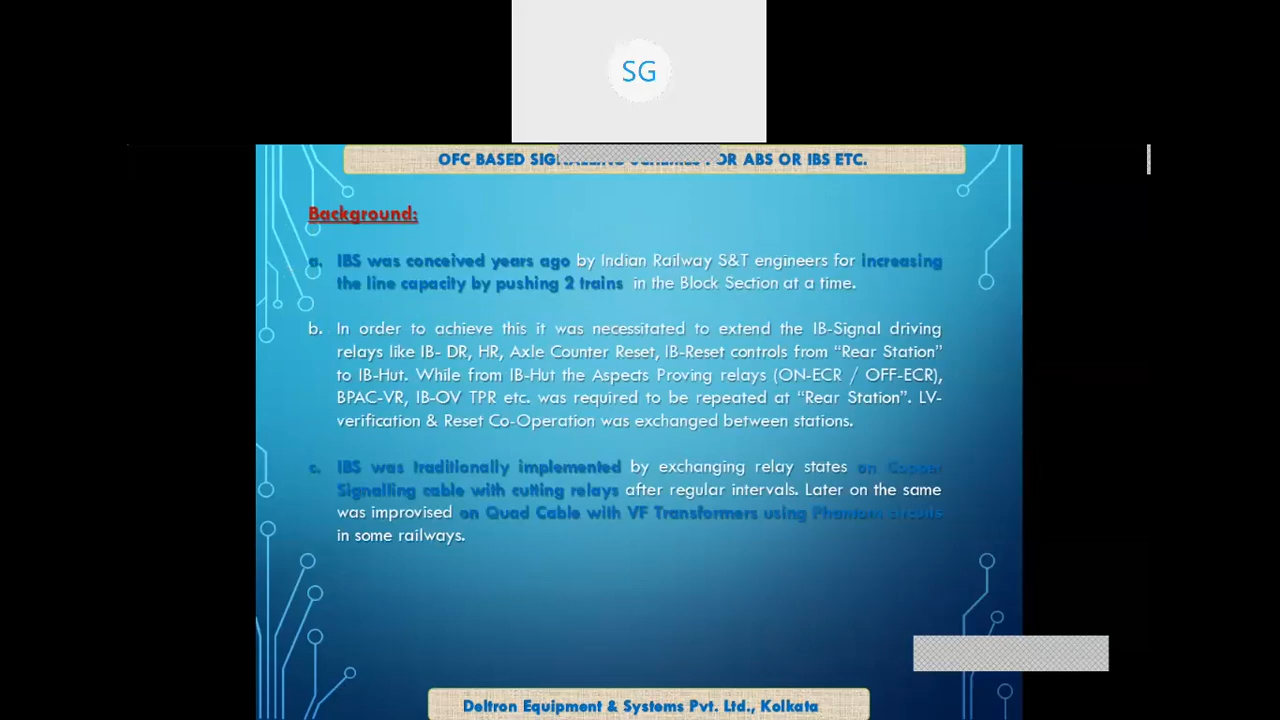 SG
OFC BASED SIGNALLING SCHEMES FOR ABS OR IBS ETC.
Background:
a. IBS was conceived years ago by Indian Railway S&T engineers for increasing
the line capacity by pushing 2 trains in the Block Section at a time.
b. In order to achieve this it was necessitated to extend the IB-Signal driving
relays like IB- DR, HR, Axle Counter Reset, IB-Reset controls from “Rear Station”
to IB-Hut. While from IB-Hut the Aspects Proving relays (ON-ECR / OFF-ECR),
BPAC-VR, IB-OV TPR etc. was required to be repeated at “Rear Station”. LV-
verification & Reset Co-Operation was exchanged between stations.
c. IBS was traditionally implemented by exchanging relay states on Copper
Signalling cable with cutting relays after regular intervals. Later on the same
was improvised on Quad Cable with VF Transformers using Phantom circuits
in some railways.
Deltron Equipment & Systems Pvt. Ltd., Kolkata